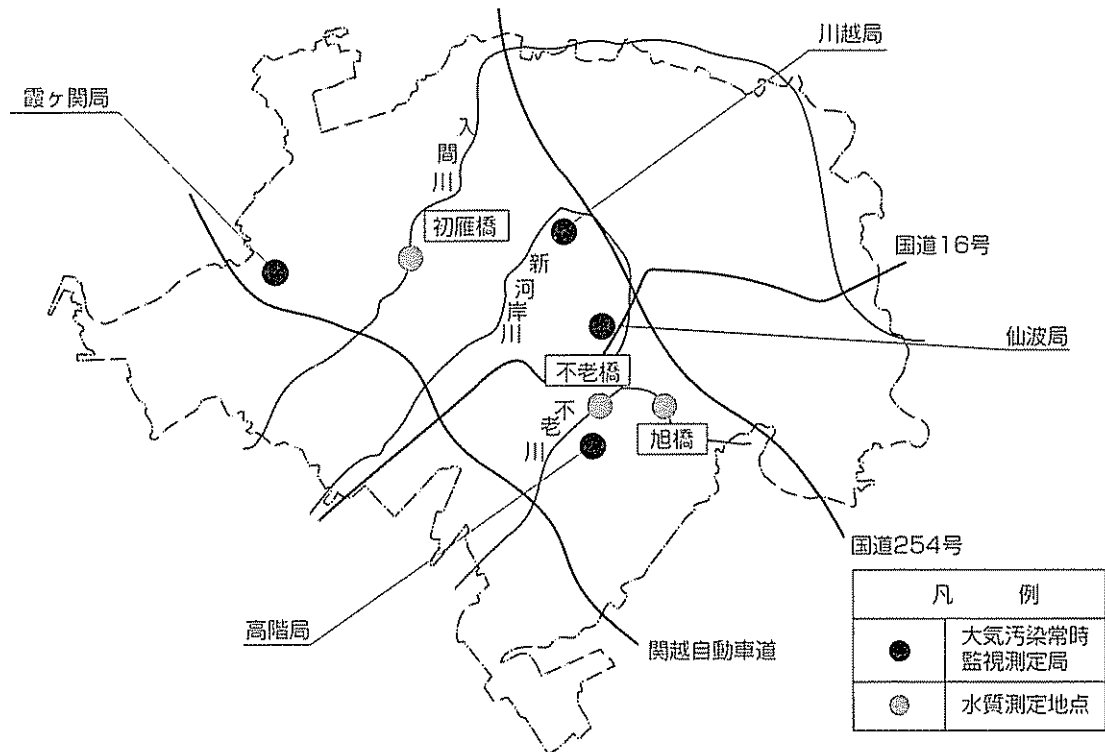 川越局
霞ヶ関局
入間川
初雁橋
新河岸川
国道16号
仙波局
不老橋
不老川
旭橋
国道254号
高階局
関越自動車道
凡 例
大気汚染常時
監視測定局
水質測定地点